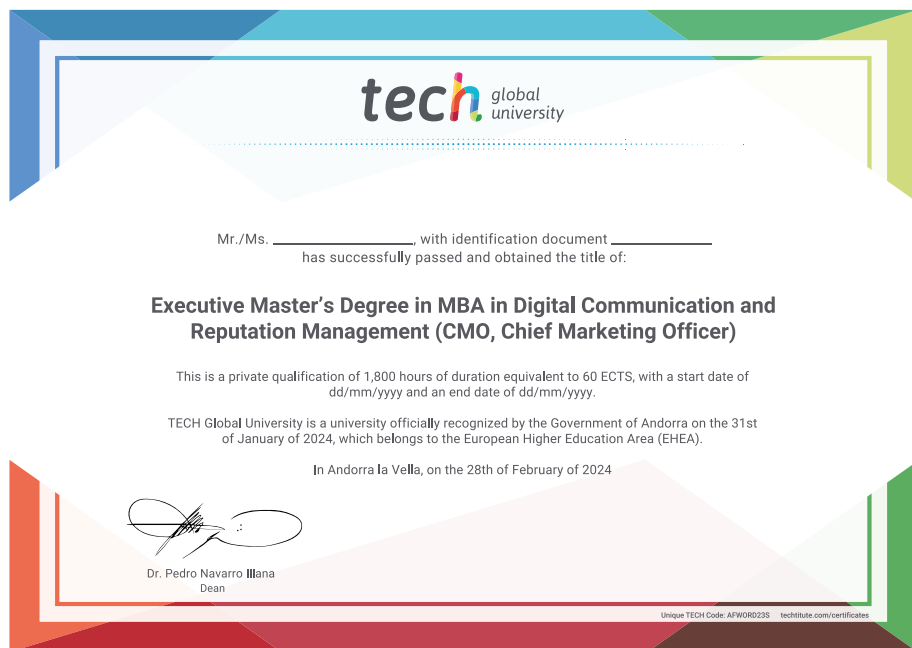 tech global
university
Mr./Ms. ____________, with identification document ____________
has successfully passed and obtained the title of:
Executive Master’s Degree in MBA in Digital Communication and
Reputation Management (CMO, Chief Marketing Officer)
This is a private qualification of 1,800 hours of duration equivalent to 60 ECTS, with a start date of
dd/mm/yyyy and an end date of dd/mm/yyyy.
TECH Global University is a university officially recognized by the Government of Andorra on the 31st
of January of 2024, which belongs to the European Higher Education Area (EHEA).
In Andorra la Vella, on the 28th of February of 2024
Dr. Pedro Navarro Illana
Dean
Unique TECH Code: AFWORD23S techtitute.com/certificates